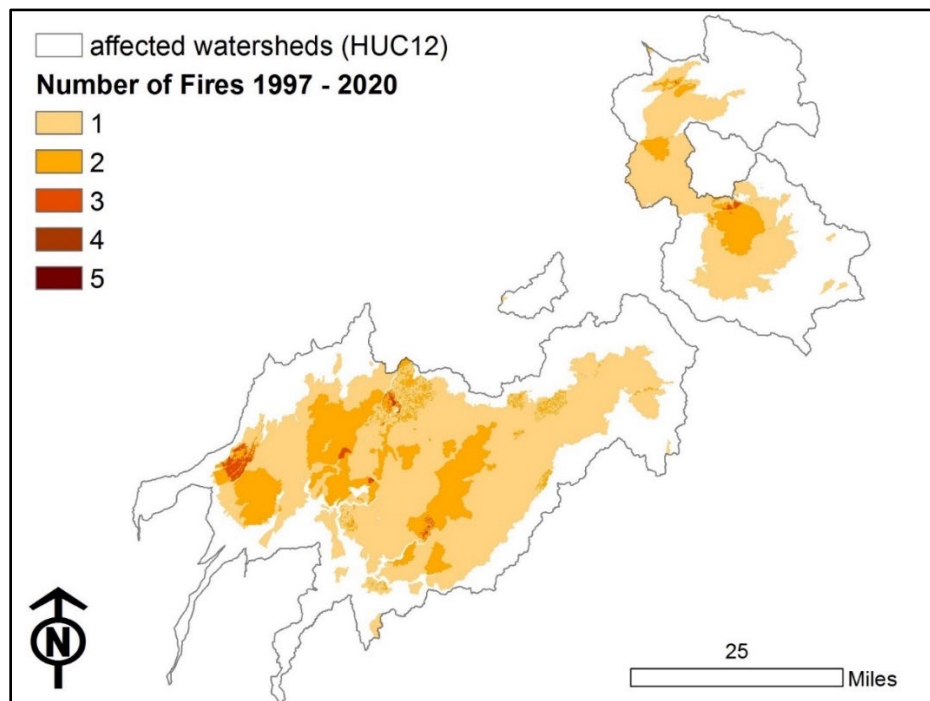 affected watersheds (HUC12)
Number of Fires 1997 - 2020
1
2
3
4
5
N
25
Miles